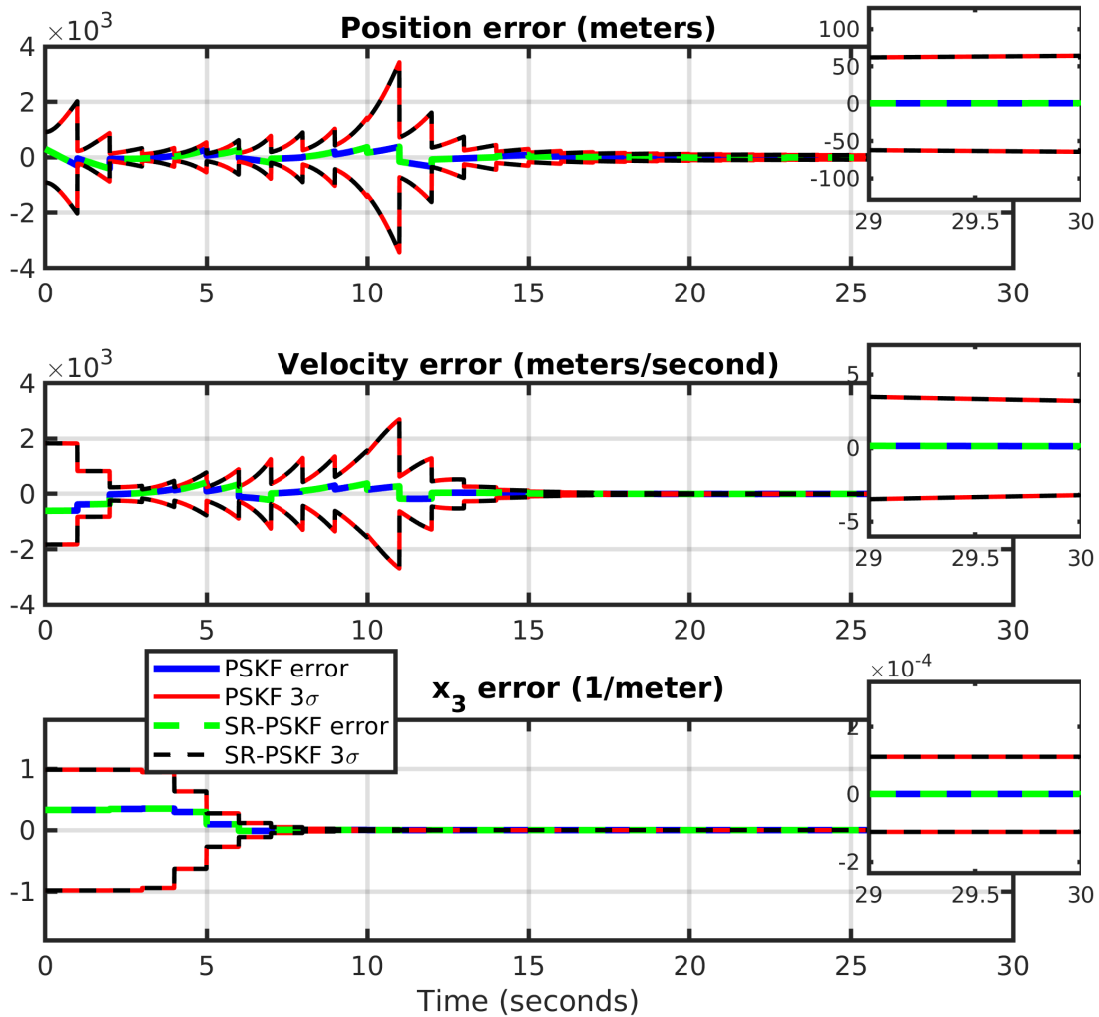 ×10³
Position error (meters)
4
2
0
-2
-4
0 5 10 15 20 25 30
100
50
0
-50
-100
29 29.5 30
×10³
Velocity error (meters/second)
4
2
0
-2
-4
0 5 10 15 20 25 30
5
0
-5
29 29.5 30
PSKF error
PSKF 3σ
SR-PSKF error
SR-PSKF 3σ
x₃ error (1/meter)
1
0
-1
0 5 10 15 20 25 30
×10⁻⁴
2
0
-2
29 29.5 30
Time (seconds)